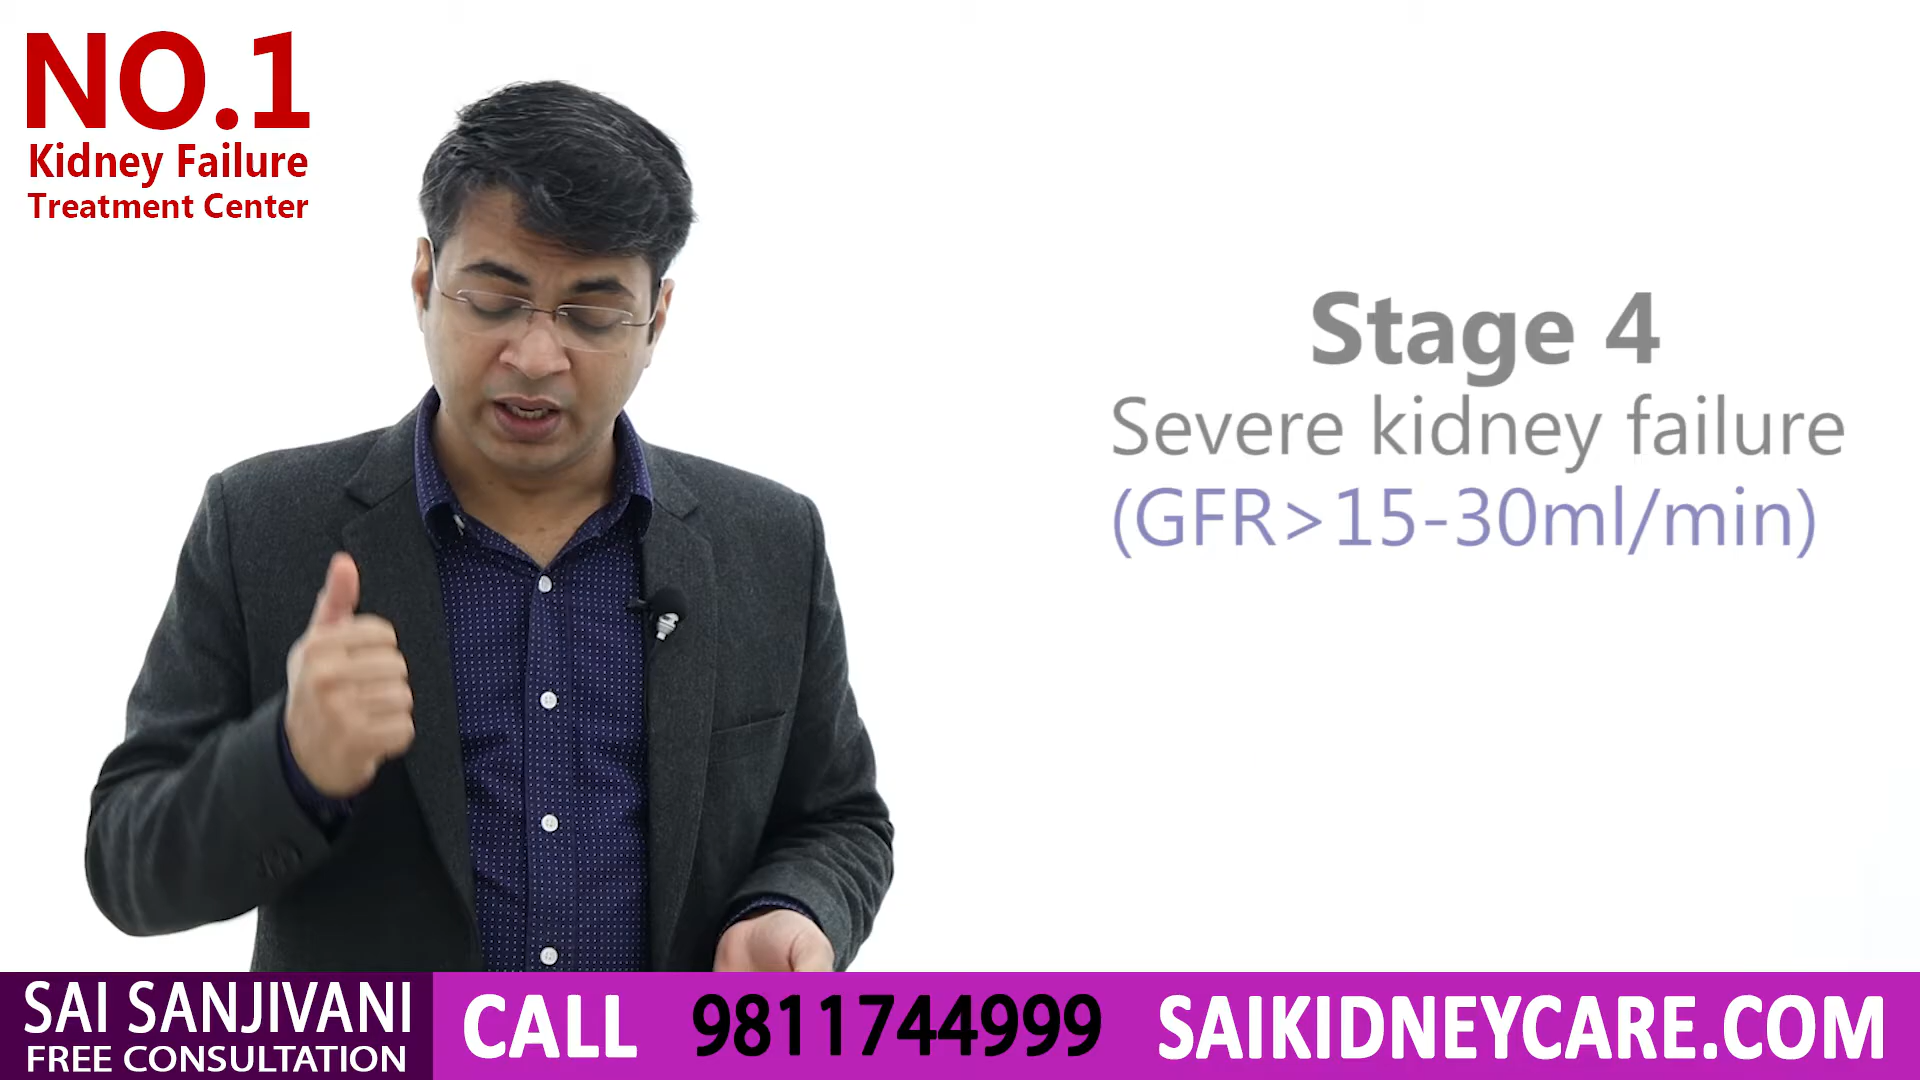 NO.1
Kidney Failure
Treatment Center
Stage 4
Severe kidney failure
(GFR>15-30ml/min)
SAI SANJIVANI
FREE CONSULTATION
CALL 9811744999 SAIKIDNEYCARE.COM